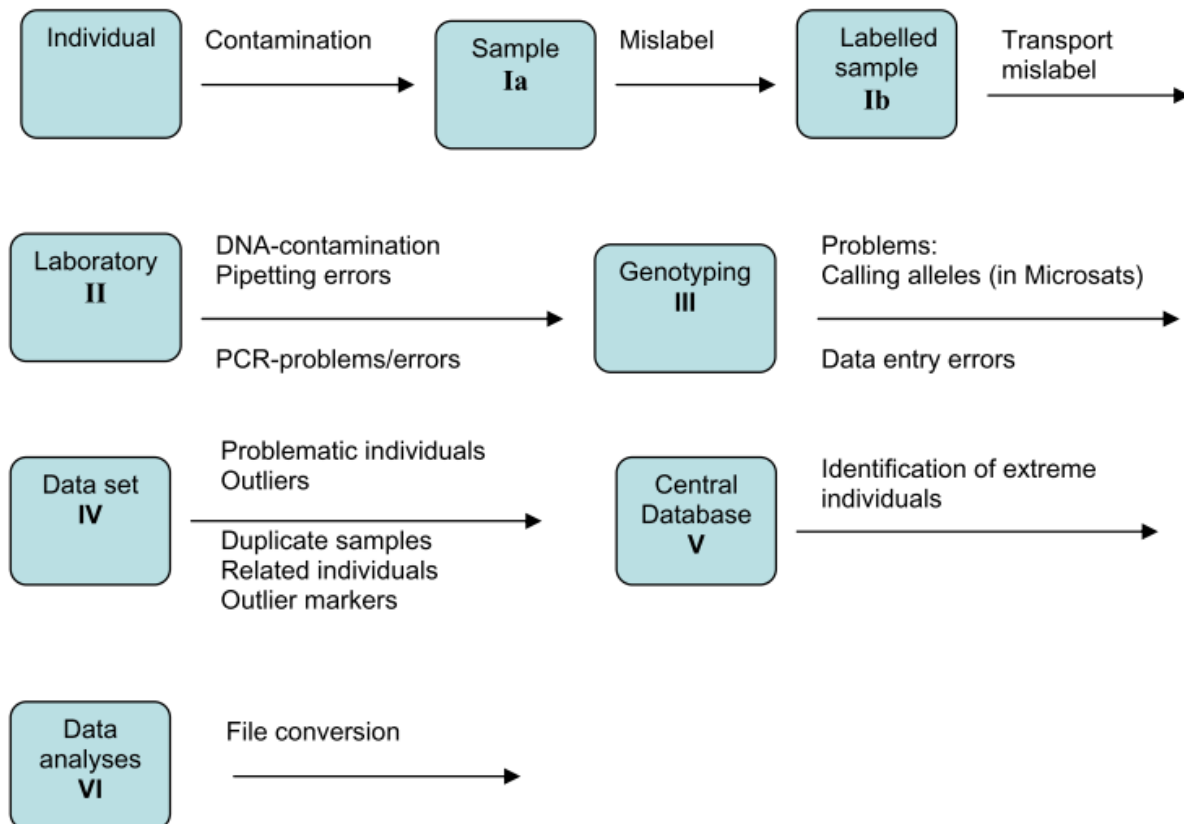 Individual
Contamination
Sample
Ia
Mislabel
Labelled
sample
Ib
Transport
mislabel
Laboratory
II
DNA-contamination
Pipetting errors
PCR-problems/errors
Genotyping
III
Problems:
Calling alleles (in Microsats)
Data entry errors
Data set
IV
Problematic individuals
Outliers
Duplicate samples
Related individuals
Outlier markers
Central
Database
V
Identification of extreme
individuals
Data
analyses
VI
File conversion